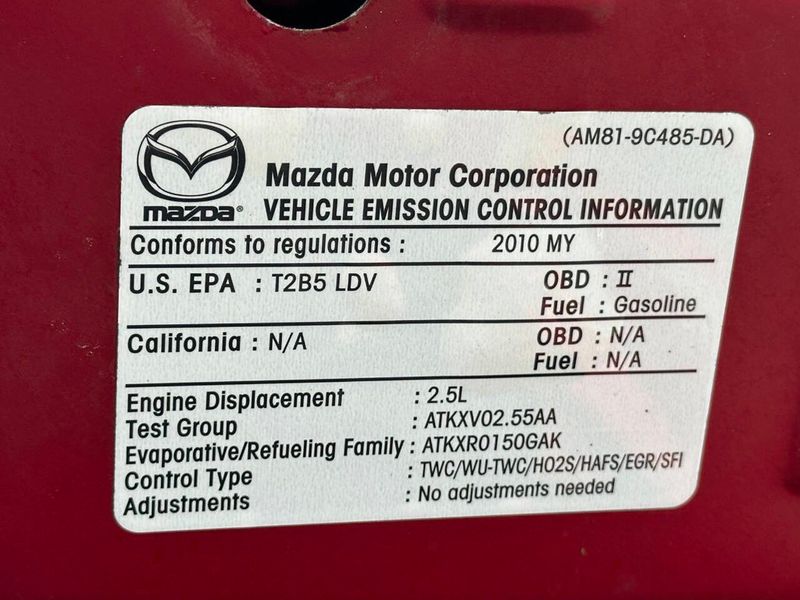 (AM81-9C485-DA)
mazda®
Mazda Motor Corporation
VEHICLE EMISSION CONTROL INFORMATION
Conforms to regulations : 2010 MY
U.S. EPA : T2B5 LDV OBD : II
Fuel : Gasoline
California : N/A OBD : N/A
Fuel : N/A
Engine Displacement : 2.5L
Test Group : ATKXV02.55AA
Evaporative/Refueling Family : ATKXR0150GAK
Control Type : TWC/WU-TWC/HO2S/HAFS/EGR/SFI
Adjustments : No adjustments needed